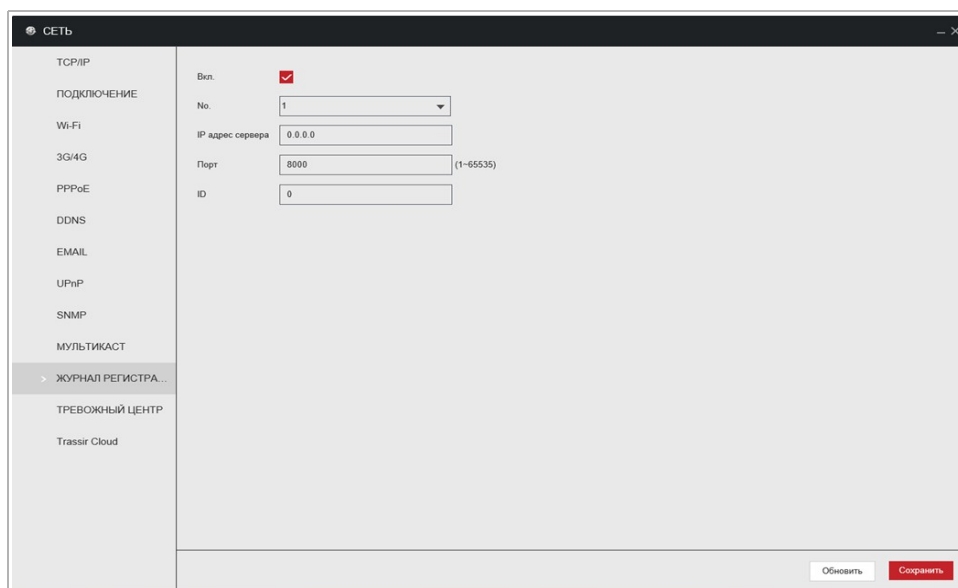 СЕТЬ
TCP/IP
ПОДКЛЮЧЕНИЕ
Wi-Fi
3G/4G
PPPoE
DDNS
EMAIL
UPnP
SNMP
МУЛЬТИКАСТ
> ЖУРНАЛ РЕГИСТРА...
ТРЕВОЖНЫЙ ЦЕНТР
Trassir Cloud
Вкл.
No. 1
IP адрес сервера 0.0.0.0
Порт 8000 (1~65535)
ID 0
Обновить Сохранить